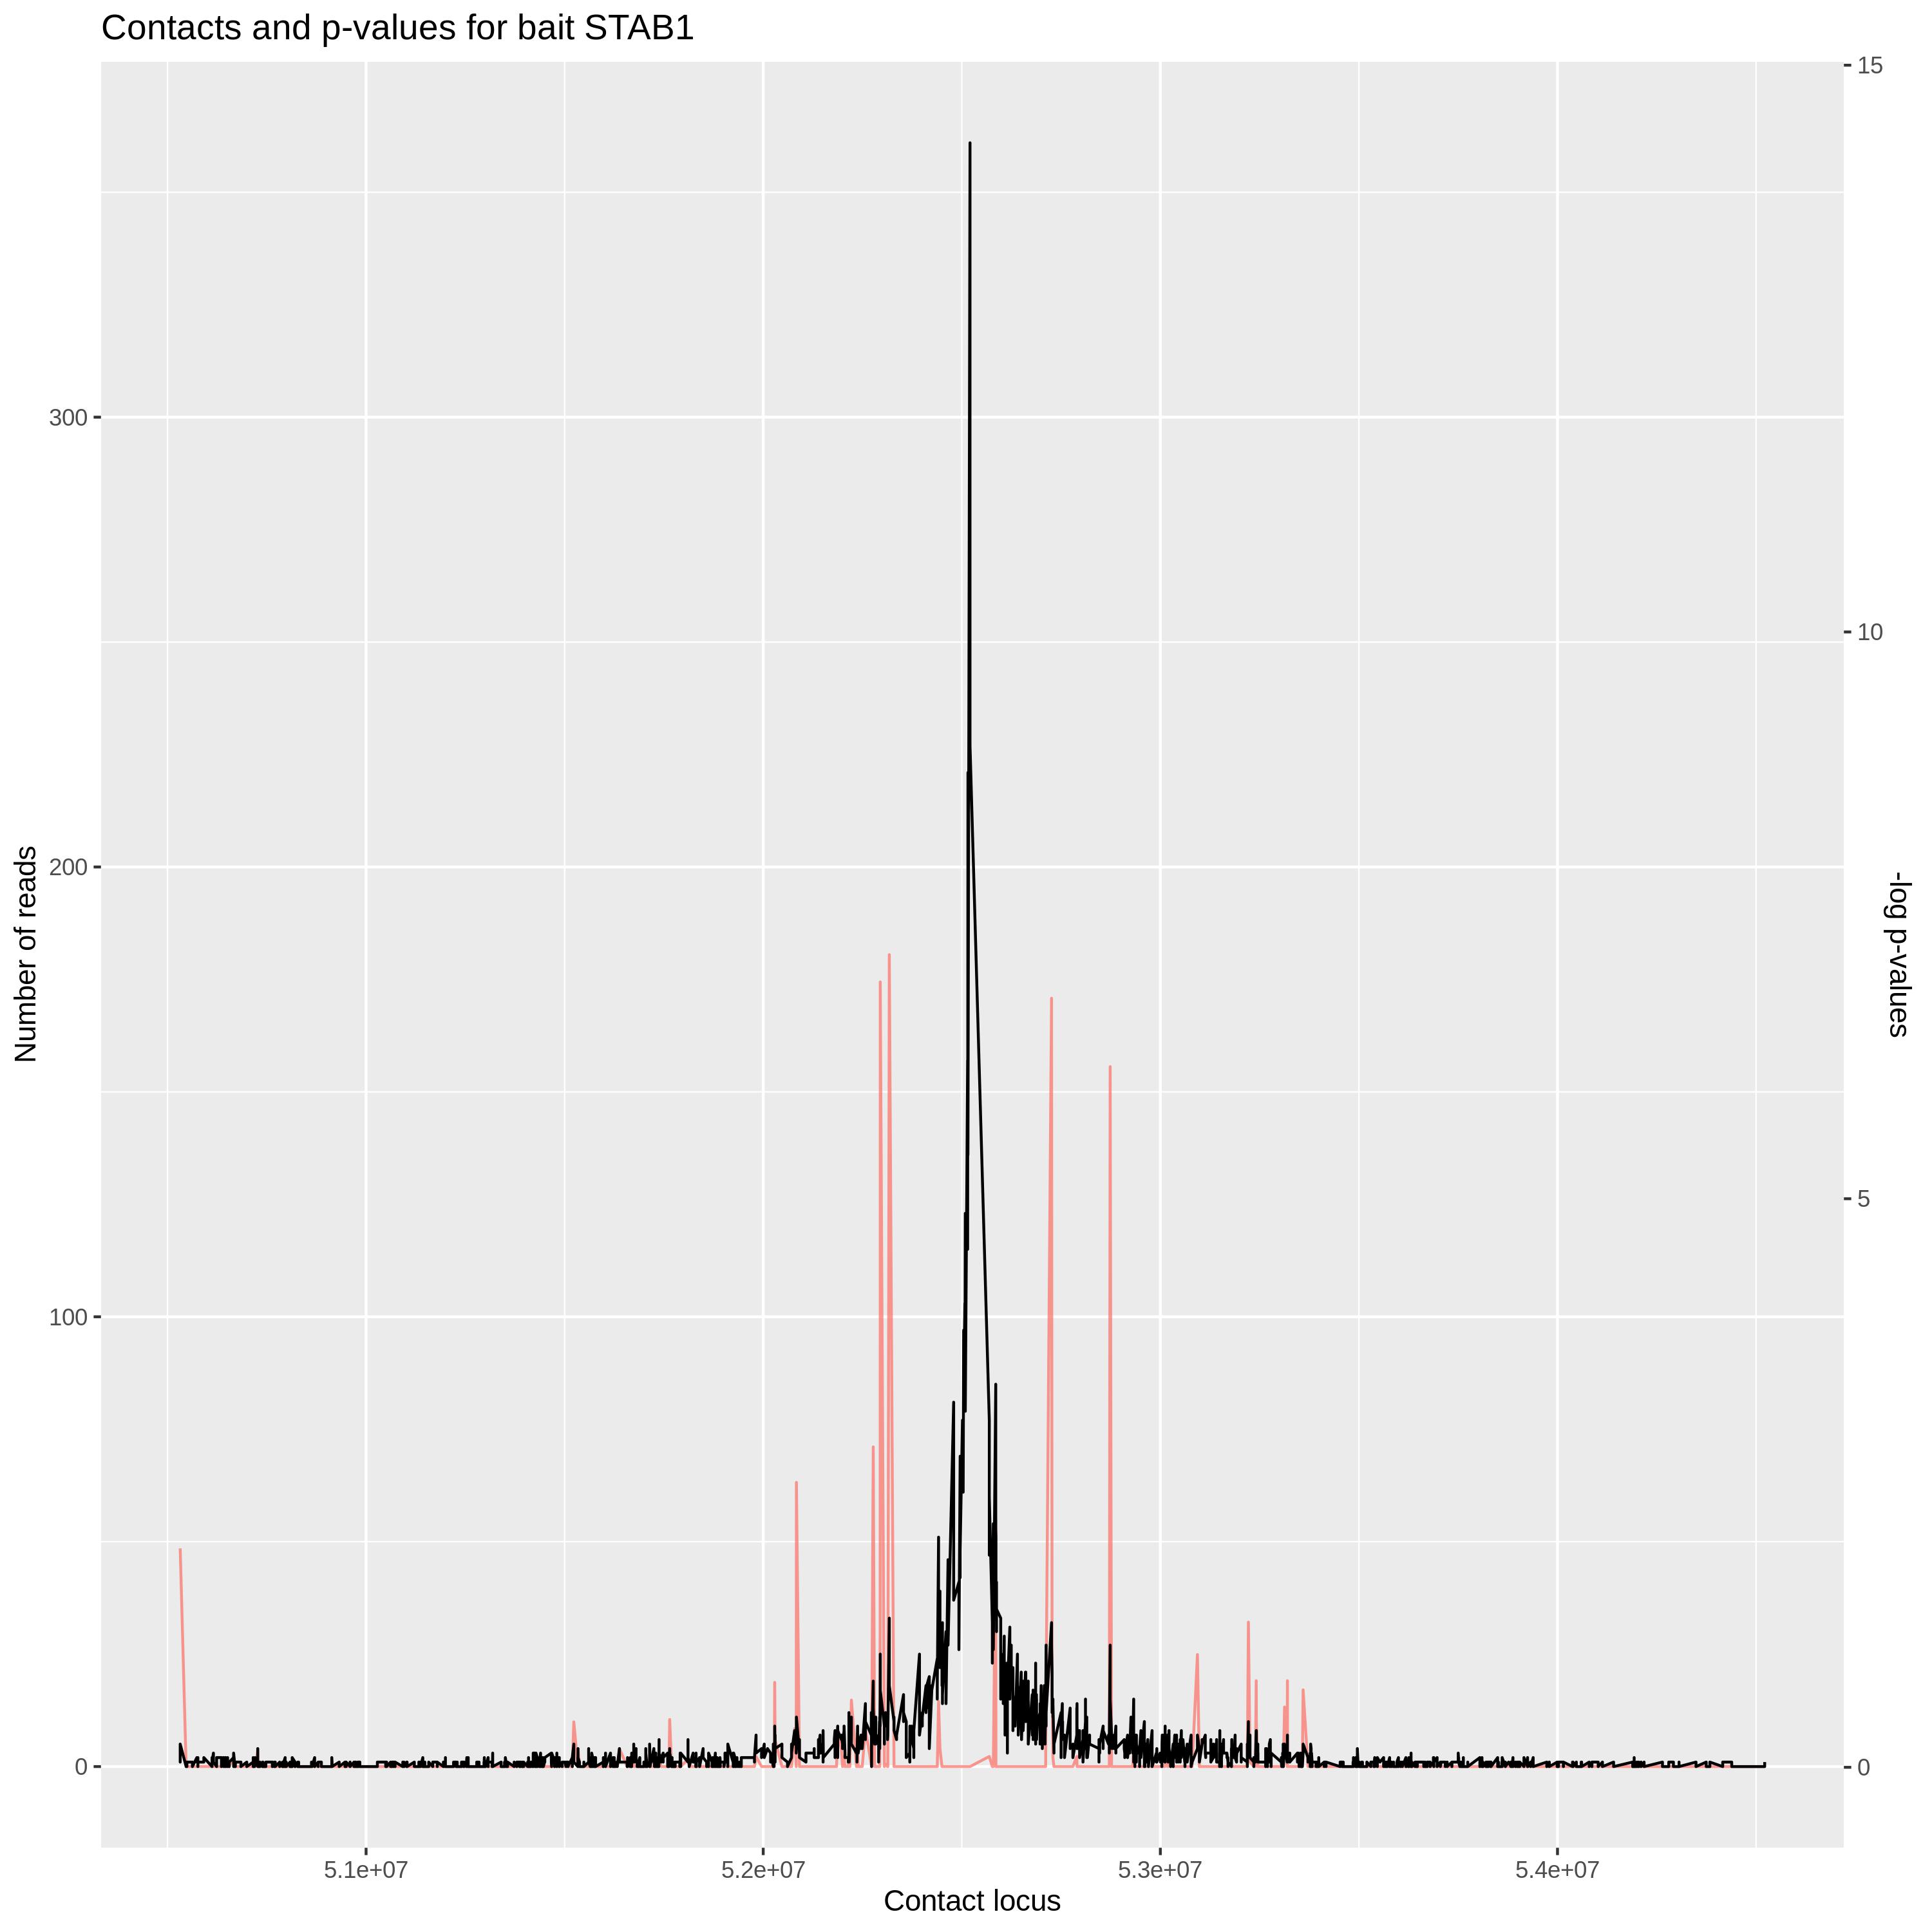 Contacts and p-values for bait STAB1
15
300
10
200
Number of reads
-log p-values
5
100
0
0
5.1e+07
5.2e+07
5.3e+07
5.4e+07
Contact locus